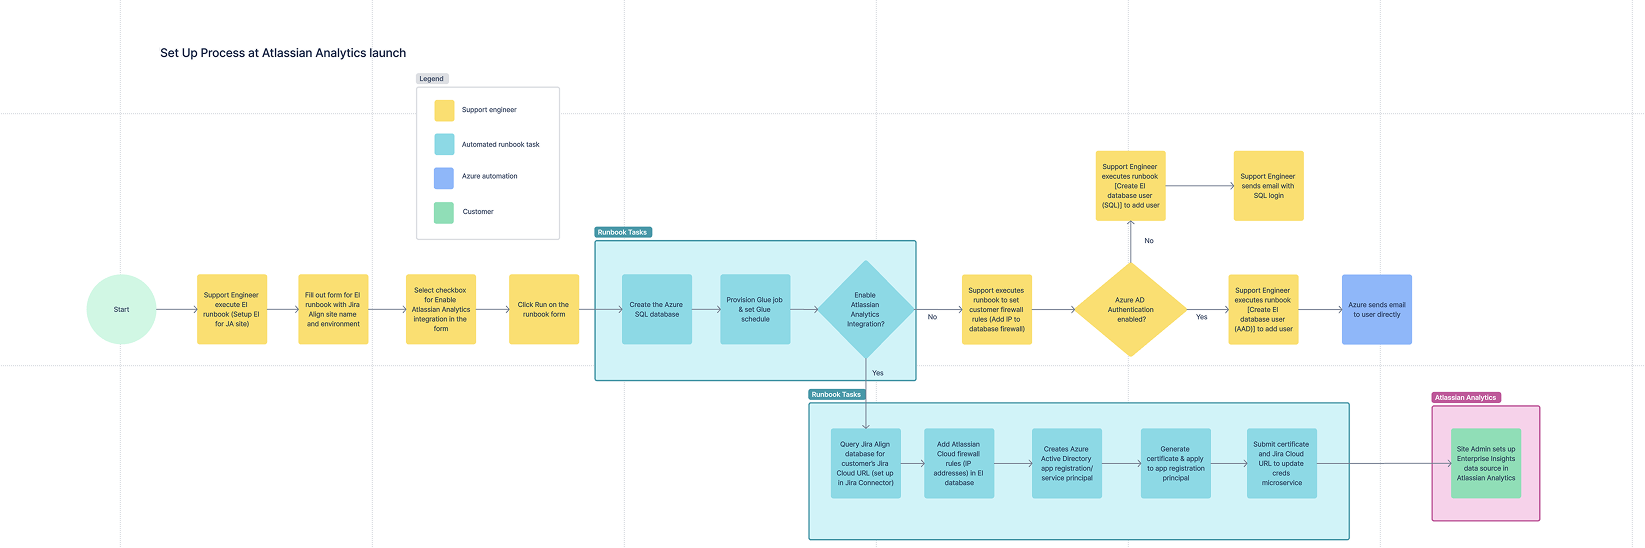 Set Up Process at Atlassian Analytics launch
Legend
Support engineer
Automated runbook task
Azure automation
Customer
Start
Support Engineer
execute EI
runbook (Setup EI
for JA site)
Fill out form for EI
runbook with Jira
Align site name
and environment
Select checkbox
for Enable
Atlassian Analytics
integration in the
form
Click Run on the
runbook form
Runbook Tasks
Create the Azure
SQL database
Provision Glue job
& set Glue
schedule
Enable
Atlassian
Analytics
Integration?
No
Yes
Support executes
runbook to set
customer firewall
rules (Add IP to
database firewall)
Azure AD
Authentication
enabled?
No
Support Engineer
executes runbook
[Create EI
database user
(SQL)] to add user
Support Engineer
sends email with
SQL login
Yes
Support Engineer
executes runbook
[Create EI
database user
(AAD)] to add user
Azure sends email
to user directly
Runbook Tasks
Query Jira Align
database for
customer's Jira
Cloud URL (set up
in Jira Connector)
Add Atlassian
Cloud firewall
rules (IP
addresses) in EI
database
Creates Azure
Active Directory
app registration/
service principal
Generate
certificate & apply
to app registration
principal
Submit certificate
and Jira Cloud
URL to update
creds
microservice
Atlassian Analytics
Site Admin sets up
Enterprise Insights
data source in
Atlassian Analytics